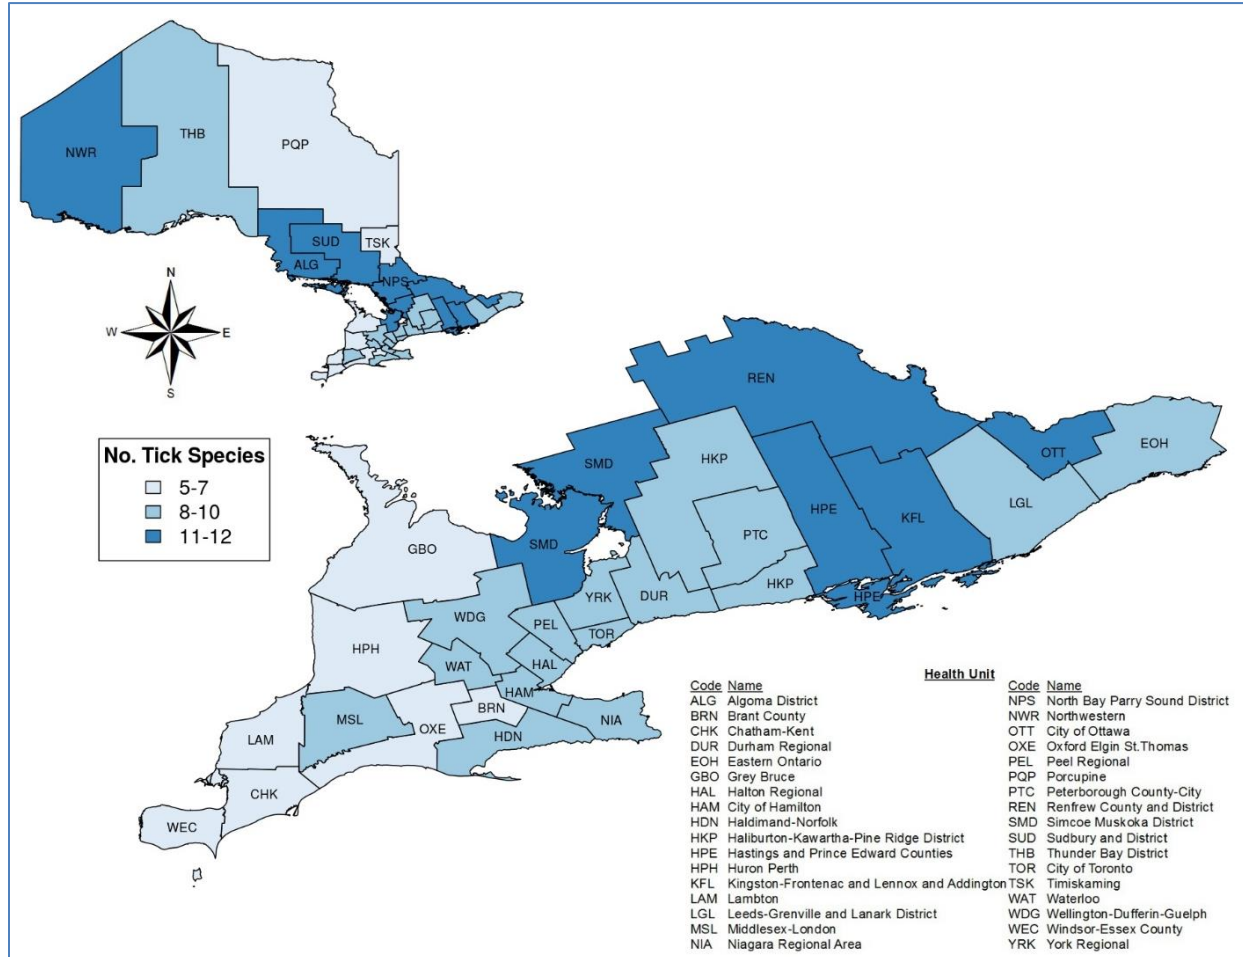 NWR
THB
PQP
SUD
TSK
ALG
NPS
N
W E
S
No. Tick Species
5-7
8-10
11-12
REN
SMD
HKP
OTT
EOH
HPE
KFL
LGL
PTC
GBO
SMD
HKP
HPE
YRK
DUR
WDG
PEL
TOR
HPH
WAT
HAL
HAM
MSL
OXE
BRN
NIA
HDN
LAM
CHK
WEC
Health Unit
Code Name Code Name
ALG Algoma District NPS North Bay Parry Sound District
BRN Brant County NWR Northwestern
CHK Chatham-Kent OTT City of Ottawa
DUR Durham Regional OXE Oxford Elgin St.Thomas
EOH Eastern Ontario PEL Peel Regional
GBO Grey Bruce PQP Porcupine
HAL Halton Regional PTC Peterborough County-City
HAM City of Hamilton REN Renfrew County and District
HDN Haldimand-Norfolk SMD Simcoe Muskoka District
HKP Haliburton-Kawartha-Pine Ridge District SUD Sudbury and District
HPE Hastings and Prince Edward Counties THB Thunder Bay District
HPH Huron Perth TOR City of Toronto
KFL Kingston-Frontenac and Lennox and Addington TSK Timiskaming
LAM Lambton WAT Waterloo
LGL Leeds-Grenville and Lanark District WDG Wellington-Dufferin-Guelph
MSL Middlesex-London WEC Windsor-Essex County
NIA Niagara Regional Area YRK York Regional